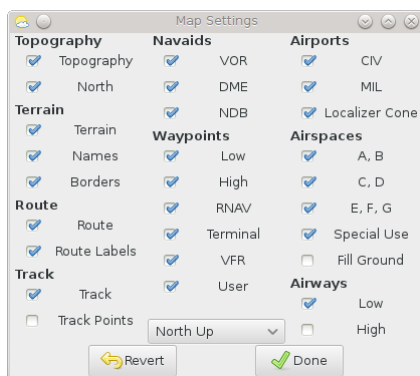 Map Settings
Topography
Topography
North
Terrain
Terrain
Names
Borders
Route
Route
Route Labels
Track
Track
Track Points
Navaids
VOR
DME
NDB
Waypoints
Low
High
RNAV
Terminal
VFR
User
North Up
Airports
CIV
MIL
Localizer Cone
Airspaces
A, B
C, D
E, F, G
Special Use
Fill Ground
Airways
Low
High
Revert
Done